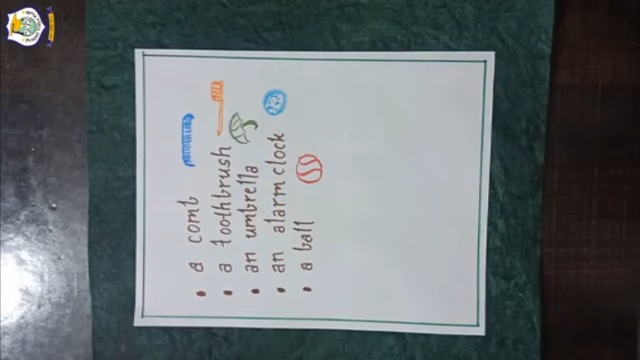 • a comb
• a toothbrush
• an umbrella
• an alarm clock
• a ball